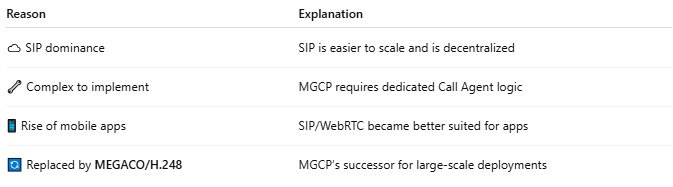 Reason Explanation
SIP dominance SIP is easier to scale and is decentralized
Complex to implement MGCP requires dedicated Call Agent logic
Rise of mobile apps SIP/WebRTC became better suited for apps
Replaced by MEGACO/H.248 MGCP's successor for large-scale deployments